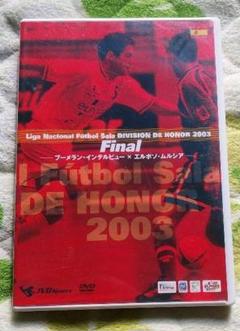 Liga Nacional Fútbol Sala DIVISION DE HONOR 2003
Final
ブーメラン・インタルビュー × エルポソ・ムルシア
l Fútbol Sala
DE HONOR
2003
DVD